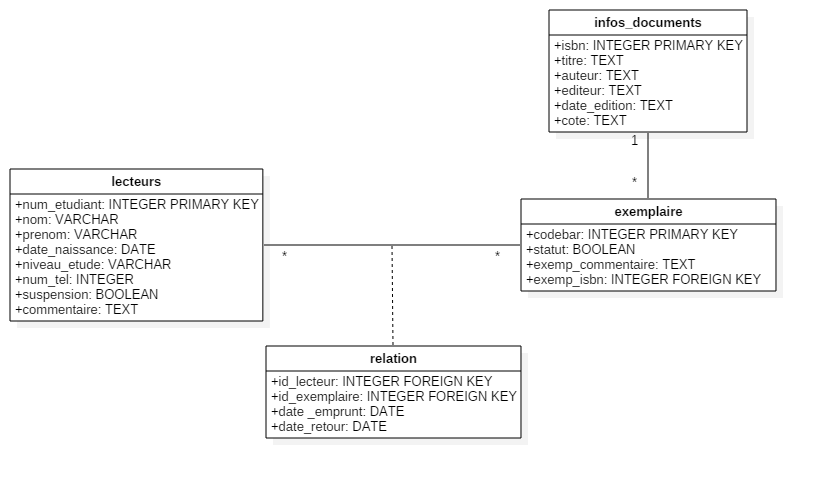 infos_documents
+isbn: INTEGER PRIMARY KEY
+titre: TEXT
+auteur: TEXT
+editeur: TEXT
+date_edition: TEXT
+cote: TEXT
1
*
lecteurs
+num_etudiant: INTEGER PRIMARY KEY
+nom: VARCHAR
+prenom: VARCHAR
+date_naissance: DATE
+niveau_etude: VARCHAR
+num_tel: INTEGER
+suspension: BOOLEAN
+commentaire: TEXT
*
*
exemplaire
+codebar: INTEGER PRIMARY KEY
+statut: BOOLEAN
+exemp_commentaire: TEXT
+exemp_isbn: INTEGER FOREIGN KEY
relation
+id_lecteur: INTEGER FOREIGN KEY
+id_exemplaire: INTEGER FOREIGN KEY
+date _emprunt: DATE
+date_retour: DATE